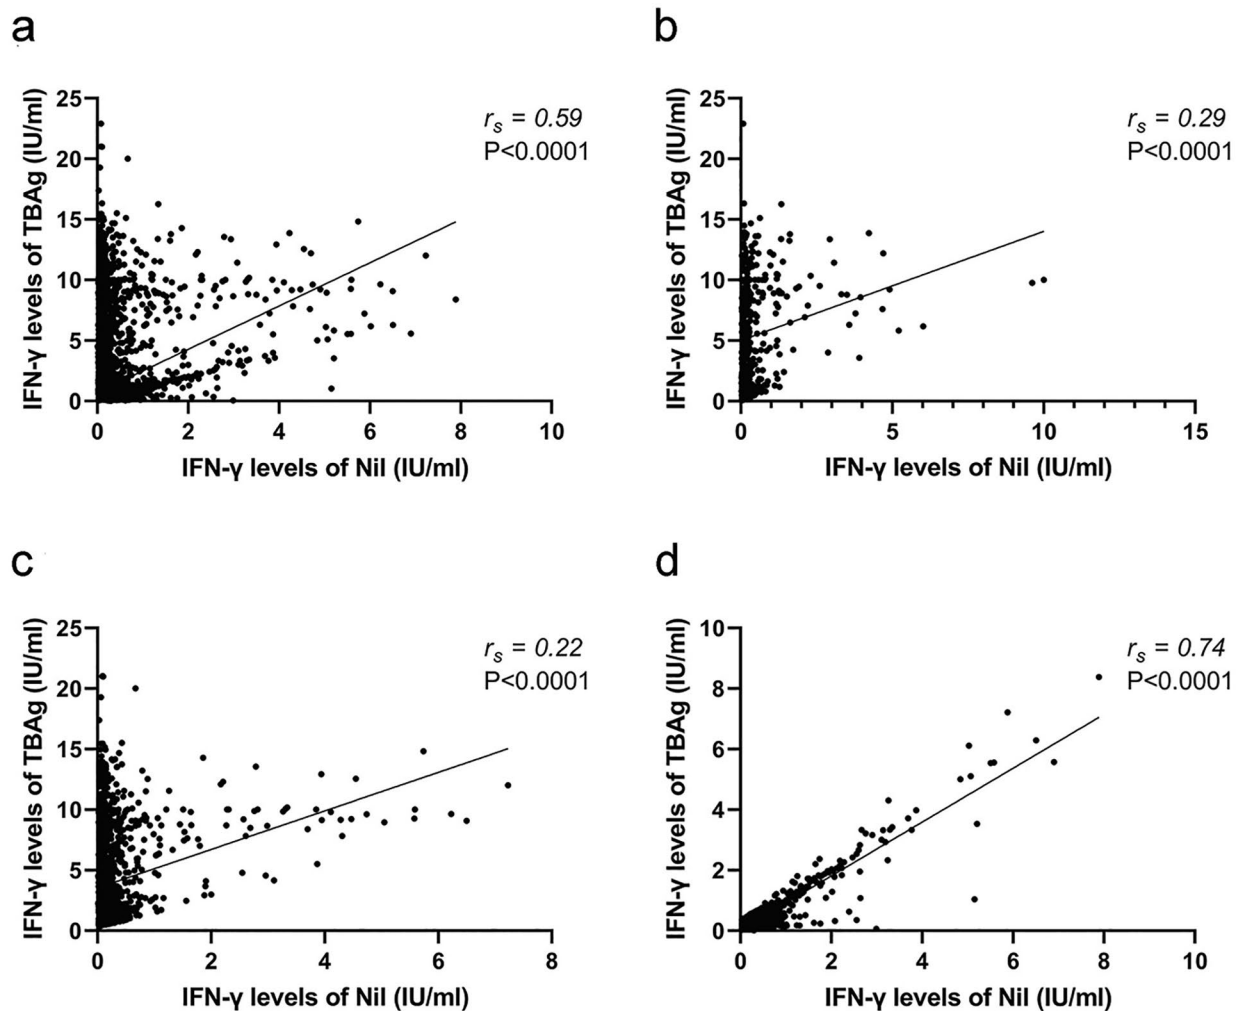 a
IFN-γ levels of TBAg (IU/ml)
25
20
15
10
5
0
r_s = 0.59
P<0.0001
0 2 4 6 8 10
IFN-γ levels of Nil (IU/ml)
b
IFN-γ levels of TBAg (IU/ml)
25
20
15
10
5
0
r_s = 0.29
P<0.0001
0 5 10 15
IFN-γ levels of Nil (IU/ml)
c
IFN-γ levels of TBAg (IU/ml)
25
20
15
10
5
0
r_s = 0.22
P<0.0001
0 2 4 6 8
IFN-γ levels of Nil (IU/ml)
d
IFN-γ levels of TBAg (IU/ml)
10
8
6
4
2
0
r_s = 0.74
P<0.0001
0 2 4 6 8 10
IFN-γ levels of Nil (IU/ml)